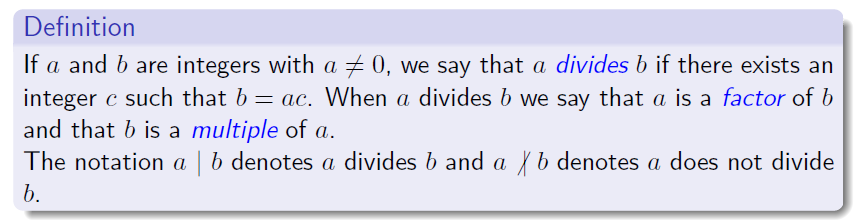 Definition
If a and b are integers with a ≠ 0, we say that a divides b if there exists an
integer c such that b = ac. When a divides b we say that a is a factor of b
and that b is a multiple of a.
The notation a | b denotes a divides b and a ∤ b denotes a does not divide
b.